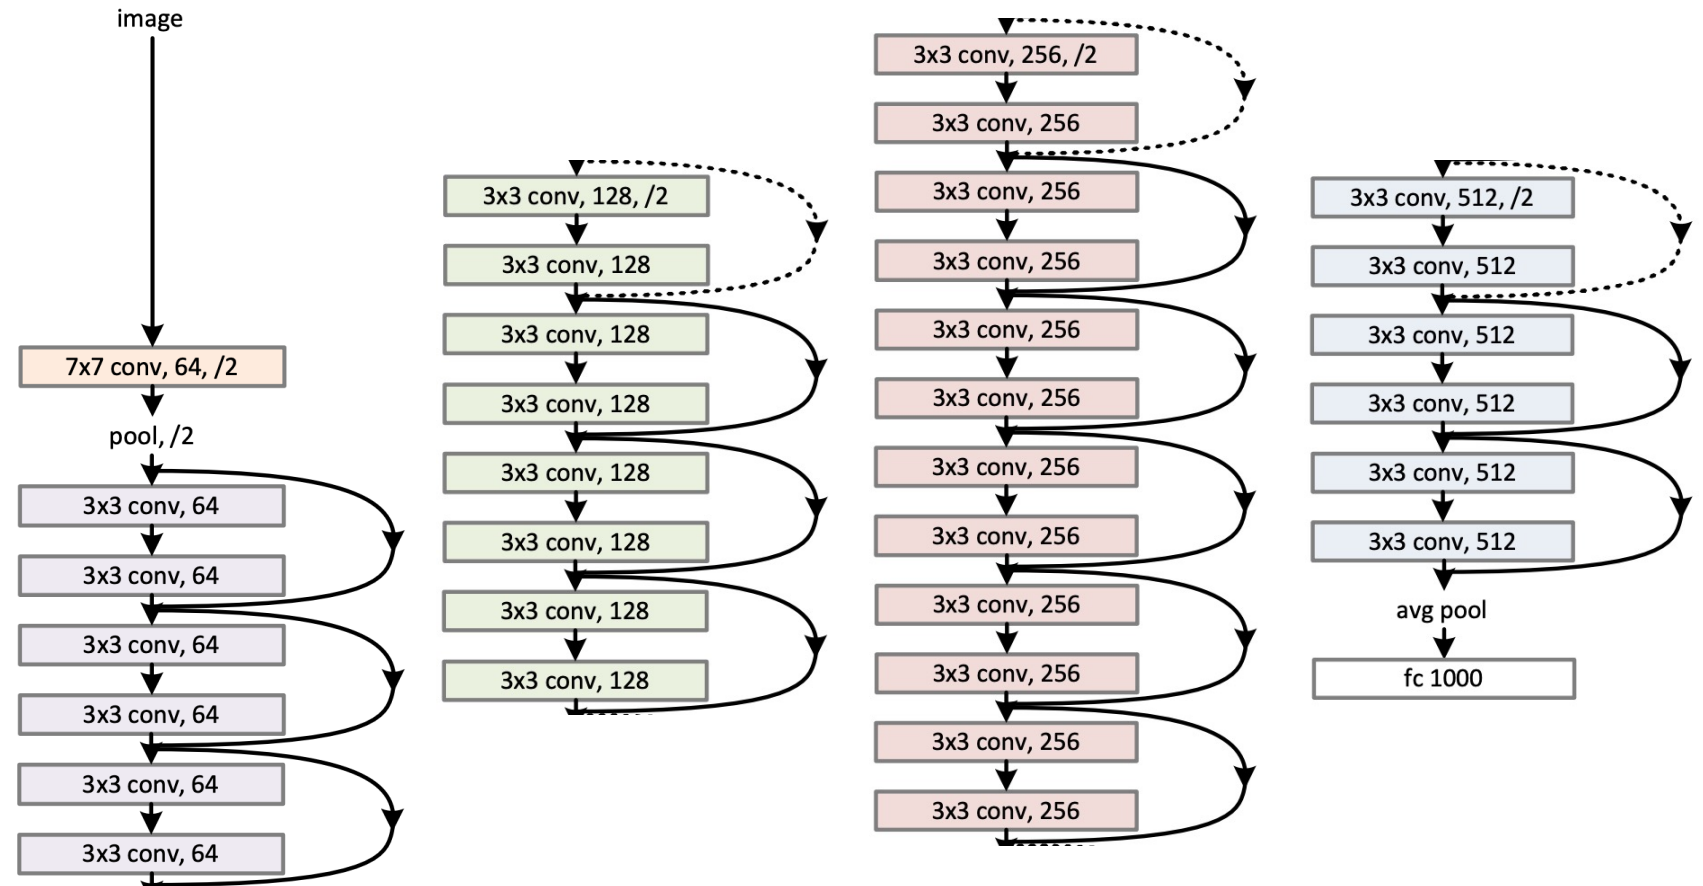 image
7x7 conv, 64, /2
pool, /2
3x3 conv, 64
3x3 conv, 64
3x3 conv, 64
3x3 conv, 64
3x3 conv, 64
3x3 conv, 64
3x3 conv, 128, /2
3x3 conv, 128
3x3 conv, 128
3x3 conv, 128
3x3 conv, 128
3x3 conv, 128
3x3 conv, 128
3x3 conv, 128
3x3 conv, 256, /2
3x3 conv, 256
3x3 conv, 256
3x3 conv, 256
3x3 conv, 256
3x3 conv, 256
3x3 conv, 256
3x3 conv, 256
3x3 conv, 256
3x3 conv, 256
3x3 conv, 256
3x3 conv, 256
3x3 conv, 512, /2
3x3 conv, 512
3x3 conv, 512
3x3 conv, 512
3x3 conv, 512
3x3 conv, 512
avg pool
fc 1000